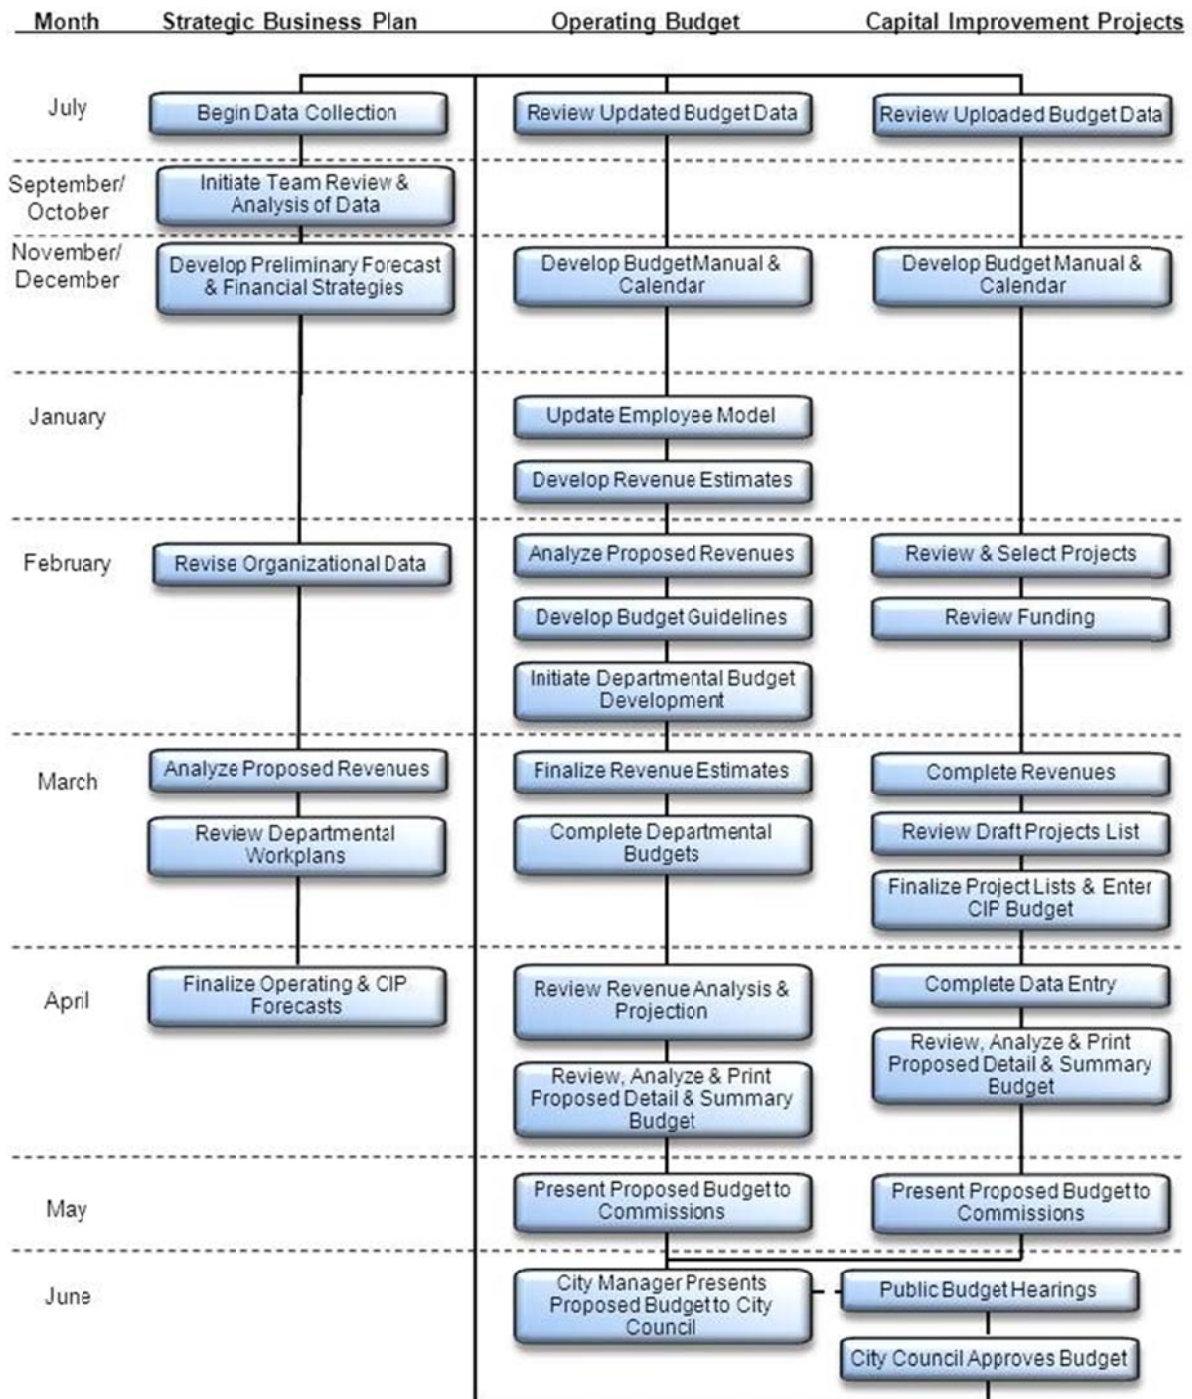 Month Strategic Business Plan Operating Budget Capital Improvement Projects
July
Begin Data Collection
Review Updated Budget Data
Review Uploaded Budget Data
September/
October
Initiate Team Review &
Analysis of Data
November/
December
Develop Preliminary Forecast
& Financial Strategies
Develop Budget Manual &
Calendar
Develop Budget Manual &
Calendar
January
Update Employee Model
Develop Revenue Estimates
February
Revise Organizational Data
Analyze Proposed Revenues
Develop Budget Guidelines
Initiate Departmental Budget
Development
Review & Select Projects
Review Funding
March
Analyze Proposed Revenues
Review Departmental
Workplans
Finalize Revenue Estimates
Complete Departmental
Budgets
Complete Revenues
Review Draft Projects List
Finalize Project Lists & Enter
CIP Budget
April
Finalize Operating & CIP
Forecasts
Review Revenue Analysis &
Projection
Review, Analyze & Print
Proposed Detail & Summary
Budget
Complete Data Entry
Review, Analyze & Print
Proposed Detail & Summary
Budget
May
Present Proposed Budget to
Commissions
Present Proposed Budget to
Commissions
June
City Manager Presents
Proposed Budget to City
Council
Public Budget Hearings
City Council Approves Budget